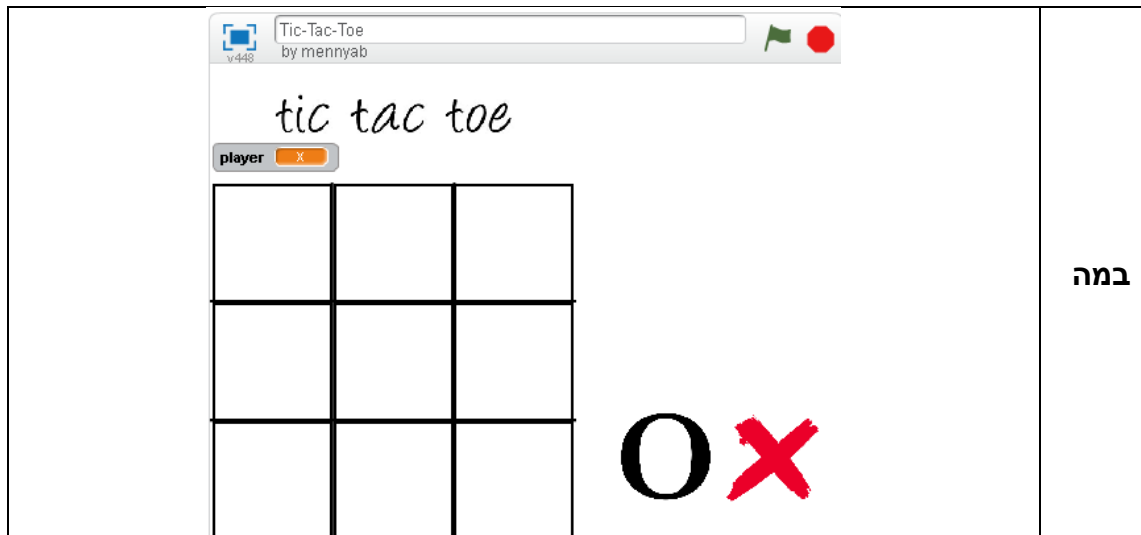 במה
Tic-Tac-Toe
v448
by mennyab
tic tac toe
player X
O X